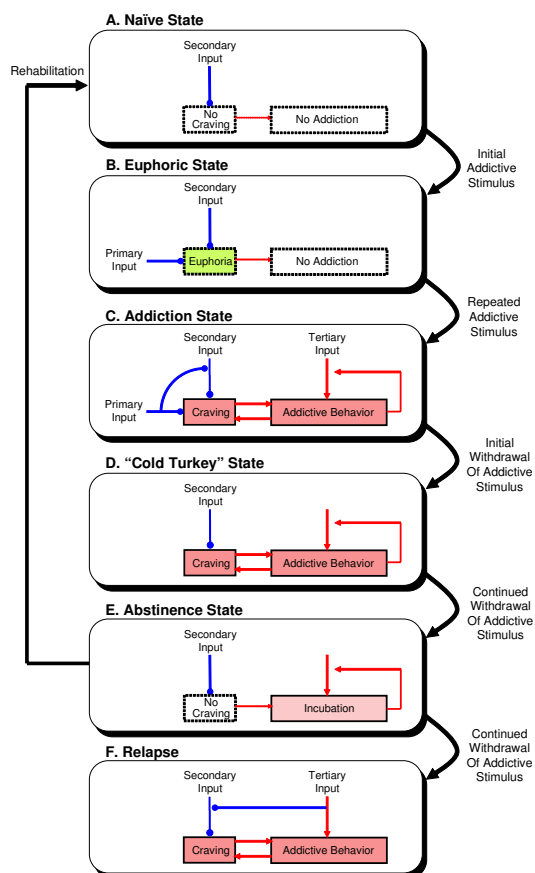 A. Naïve State
Rehabilitation
Secondary
Input
No
Craving
No Addiction
Initial
Addictive
Stimulus
B. Euphoric State
Secondary
Input
Primary
Input
Euphoria
No Addiction
Repeated
Addictive
Stimulus
C. Addiction State
Secondary
Input
Tertiary
Input
Primary
Input
Craving
Addictive Behavior
Initial
Withdrawal
Of Addictive
Stimulus
D. “Cold Turkey” State
Secondary
Input
Craving
Addictive Behavior
Continued
Withdrawal
Of Addictive
Stimulus
E. Abstinence State
Secondary
Input
No
Craving
Incubation
Continued
Withdrawal
Of Addictive
Stimulus
F. Relapse
Secondary
Input
Tertiary
Input
Craving
Addictive Behavior